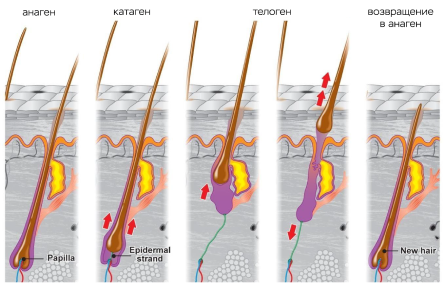 анаген
катаген
телоген
возвращение
в анаген
Papilla
Epidermal
strand
New hair